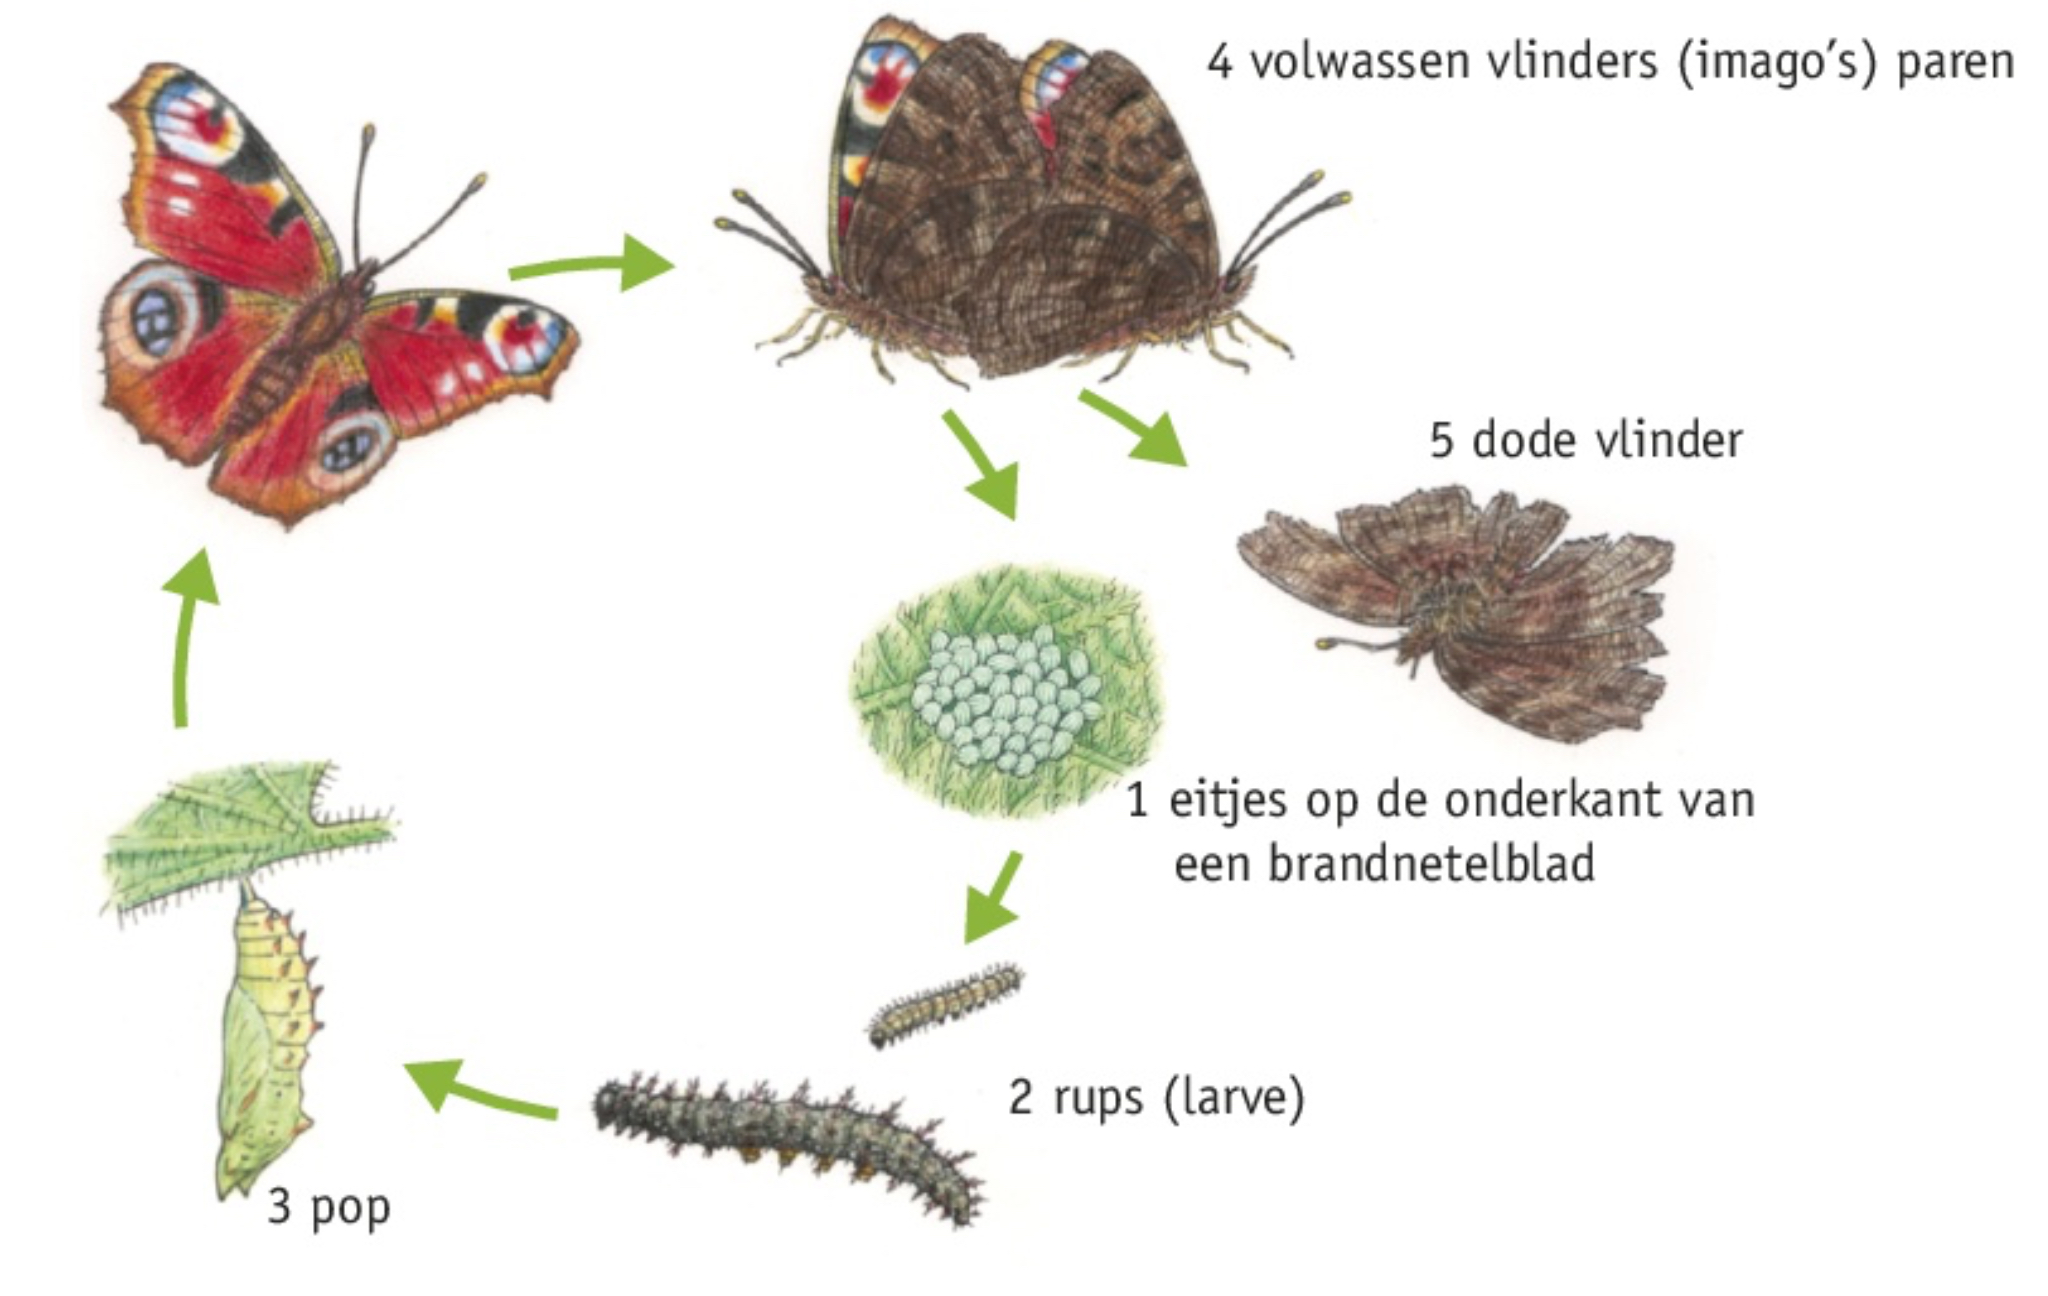 4 volwassen vlinders (imago's) paren
5 dode vlinder
1 eitjes op de onderkant van
een brandnetelblad
2 rups (larve)
3 pop